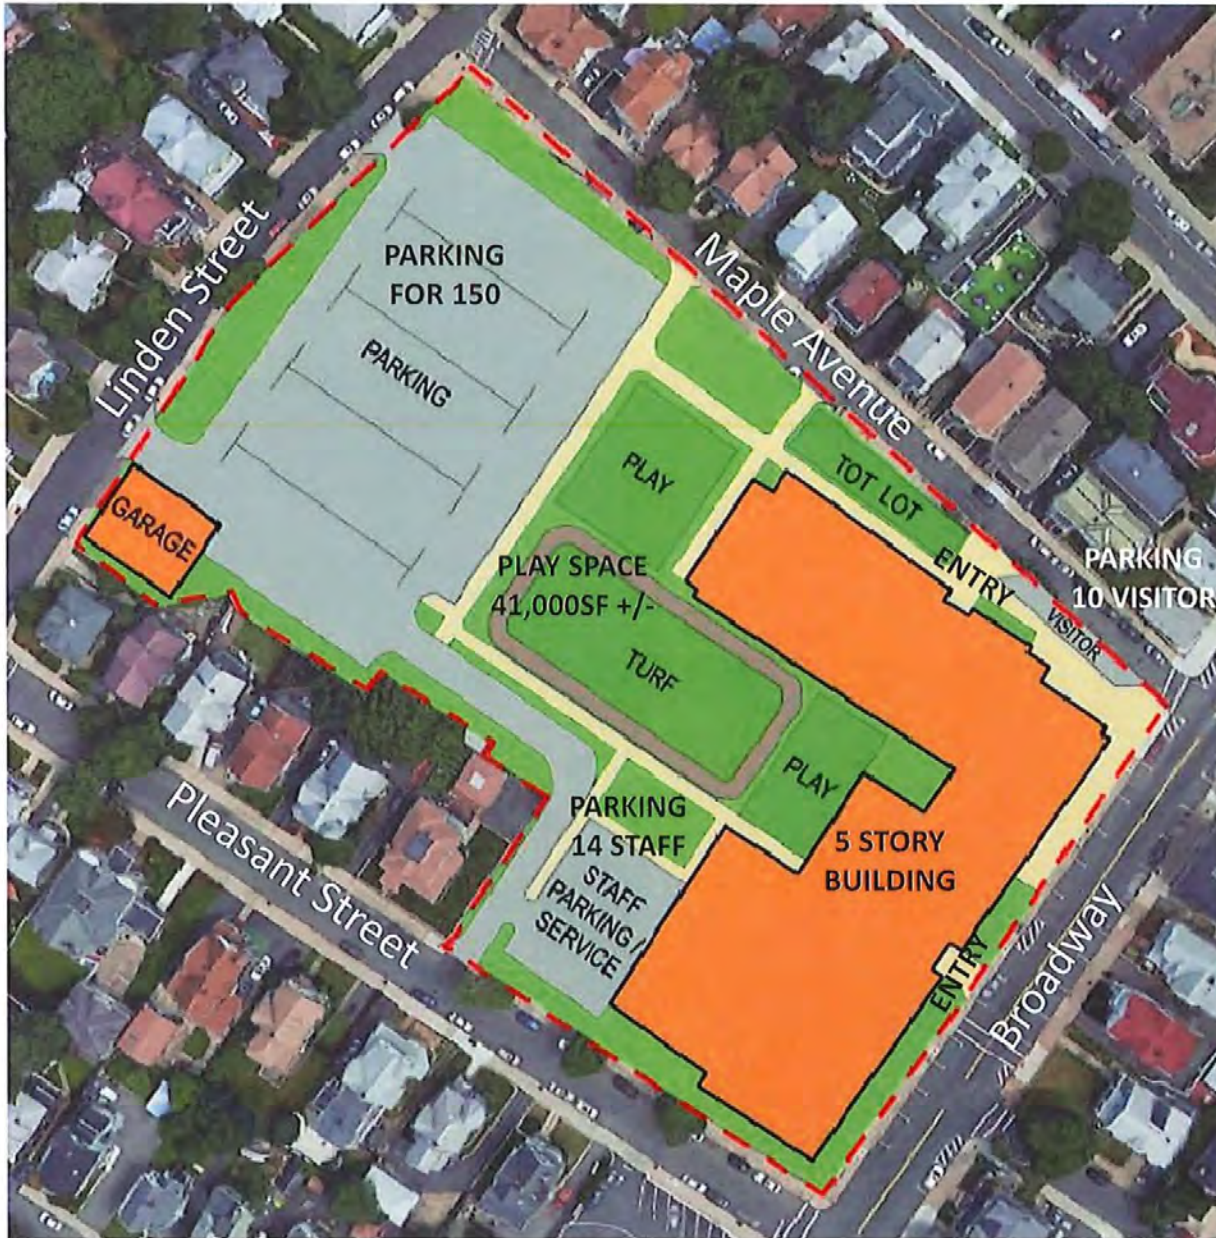 PARKING
FOR 150
Linden Street
PARKING
Maple Avenue
PLAY
TOT LOT
GARAGE
PLAY SPACE
41,000SF +/-
ENTRY
PARKING
10 VISITOR
VISITOR
TURF
PLAY
Pleasant Street
PARKING
14 STAFF
5 STORY
BUILDING
STAFF
PARKING /
SERVICE
ENTRY
Broadway